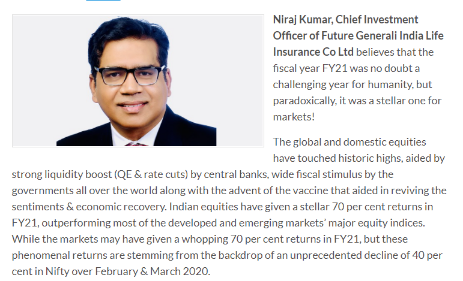 Niraj Kumar, Chief Investment
Officer of Future Generali India Life
Insurance Co Ltd believes that the
fiscal year FY21 was no doubt a
challenging year for humanity, but
paradoxically, it was a stellar one for
markets!
The global and domestic equities
have touched historic highs, aided by
strong liquidity boost (QE & rate cuts) by central banks, wide fiscal stimulus by the
governments all over the world along with the advent of the vaccine that aided in reviving the
sentiments & economic recovery. Indian equities have given a stellar 70 per cent returns in
FY21, outperforming most of the developed and emerging markets' major equity indices.
While the markets may have given a whopping 70 per cent returns in FY21, but these
phenomenal returns are stemming from the backdrop of an unprecedented decline of 40 per
cent in Nifty over February & March 2020.